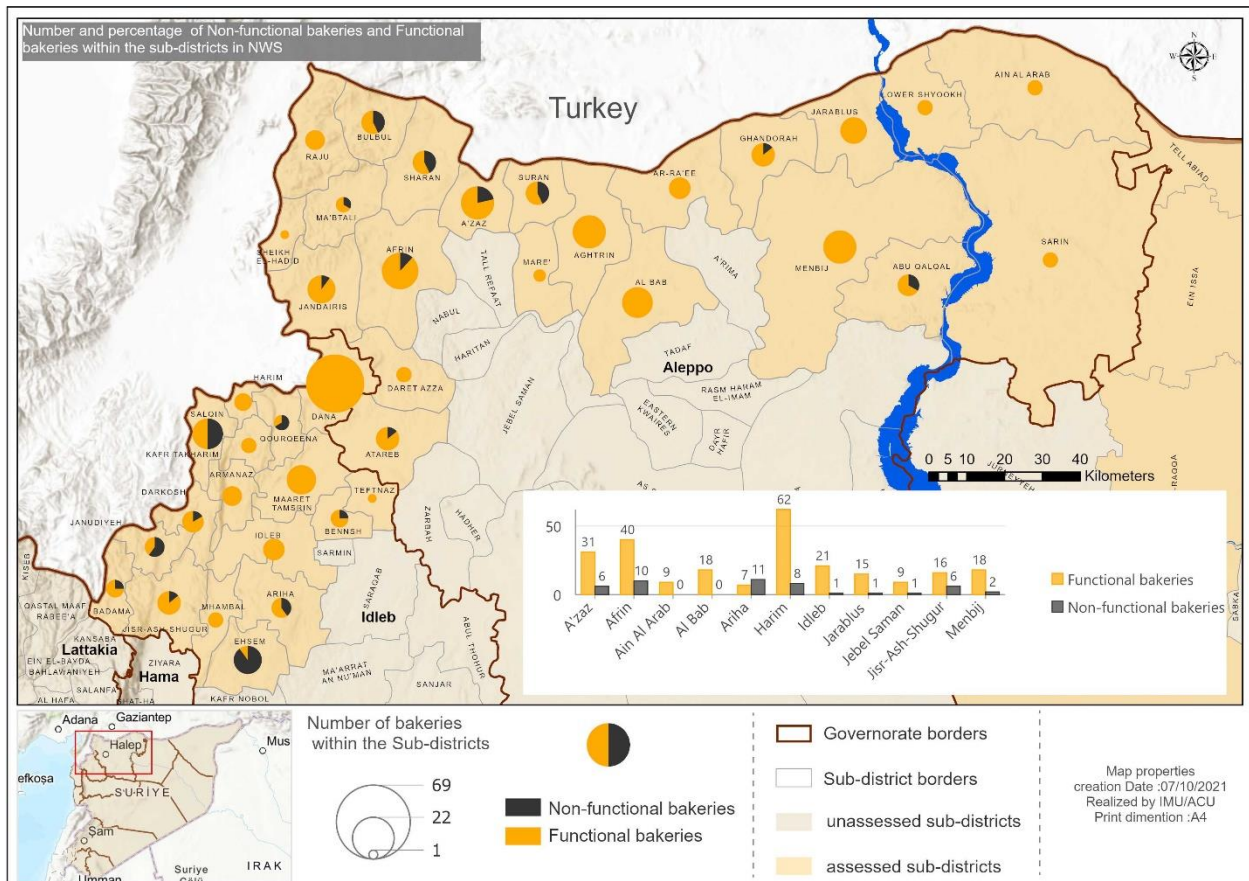 Number and percentage of Non-functional bakeries and Functional
bakeries within the sub-districts in NWS
N
W
E
S
Turkey
AIN AL ARAB
LOWER SHYOOKH
JARABLUS
GHANDORAH
TELL ABIAD
BULBUL
RAJU
SHARAN
SURAN
AR-RA'EE
MA'BTALI
A'ZAZ
SHEIKH
EL-HADID
AFRIN
AGHTRIN
MARE'
TALL REFAAT
A'RIMA
MENBIJ
ABU QALQAL
SARIN
EIN ISSA
JANDAIRIS
AL BAB
NABUL
HARITAN
TADAF
Aleppo
RASM HARAM
EL-IMAM
EASTERN
KWAIRES
DAYR
HAFIR
JEBEL SAMAN
HARIM
DANA
DARET AZZA
SALQIN
QOURQEENA
KAFR TAKHARIM
ATAREB
ARMANAZ
DARKOSH
MAARET
TAMSRIN
TEFTNAZ
JANUDIYEH
BENNSH
IDLEB
SARMIN
ZARBAH
HADHER
KISEB
QASTAL MAAF
RABEE'A
BADAMA
MHAMBAL
ARIHA
SARAQAB
Idleb
JISR-ASH-SHUGUR
EHSEM
ABUL THOHUR
KANSABA
Lattakia
EIN EL-BAYDA
BAHLAWANIYEH
ZIYARA
Hama
SALANFA
AL HAFA
MA'ARRAT
AN NU'MAN
SANJAR
KAFR NOBOL
0 5 10 20 30 40
Kilometers
50
0
31 6 40 10 9 0 18 0 7 11 62 8 21 1 15 1 9 1 16 6 18 2
A'zaz
Afrin
Ain Al Arab
Al Bab
Ariha
Harim
Idleb
Jarablus
Jebel Saman
Jisr-Ash-Shugur
Menbij
Functional bakeries
Non-functional bakeries
Adana
Gaziantep
Halep
Mus
efkoşa
SURİYE
Şam
IRAK
Suriye
Umman
Number of bakeries
within the Sub-districts
69
22
1
Non-functional bakeries
Functional bakeries
Governorate borders
Sub-district borders
unassessed sub-districts
assessed sub-districts
Map properties
creation Date :07/10/2021
Realized by IMU/ACU
Print dimention :A4